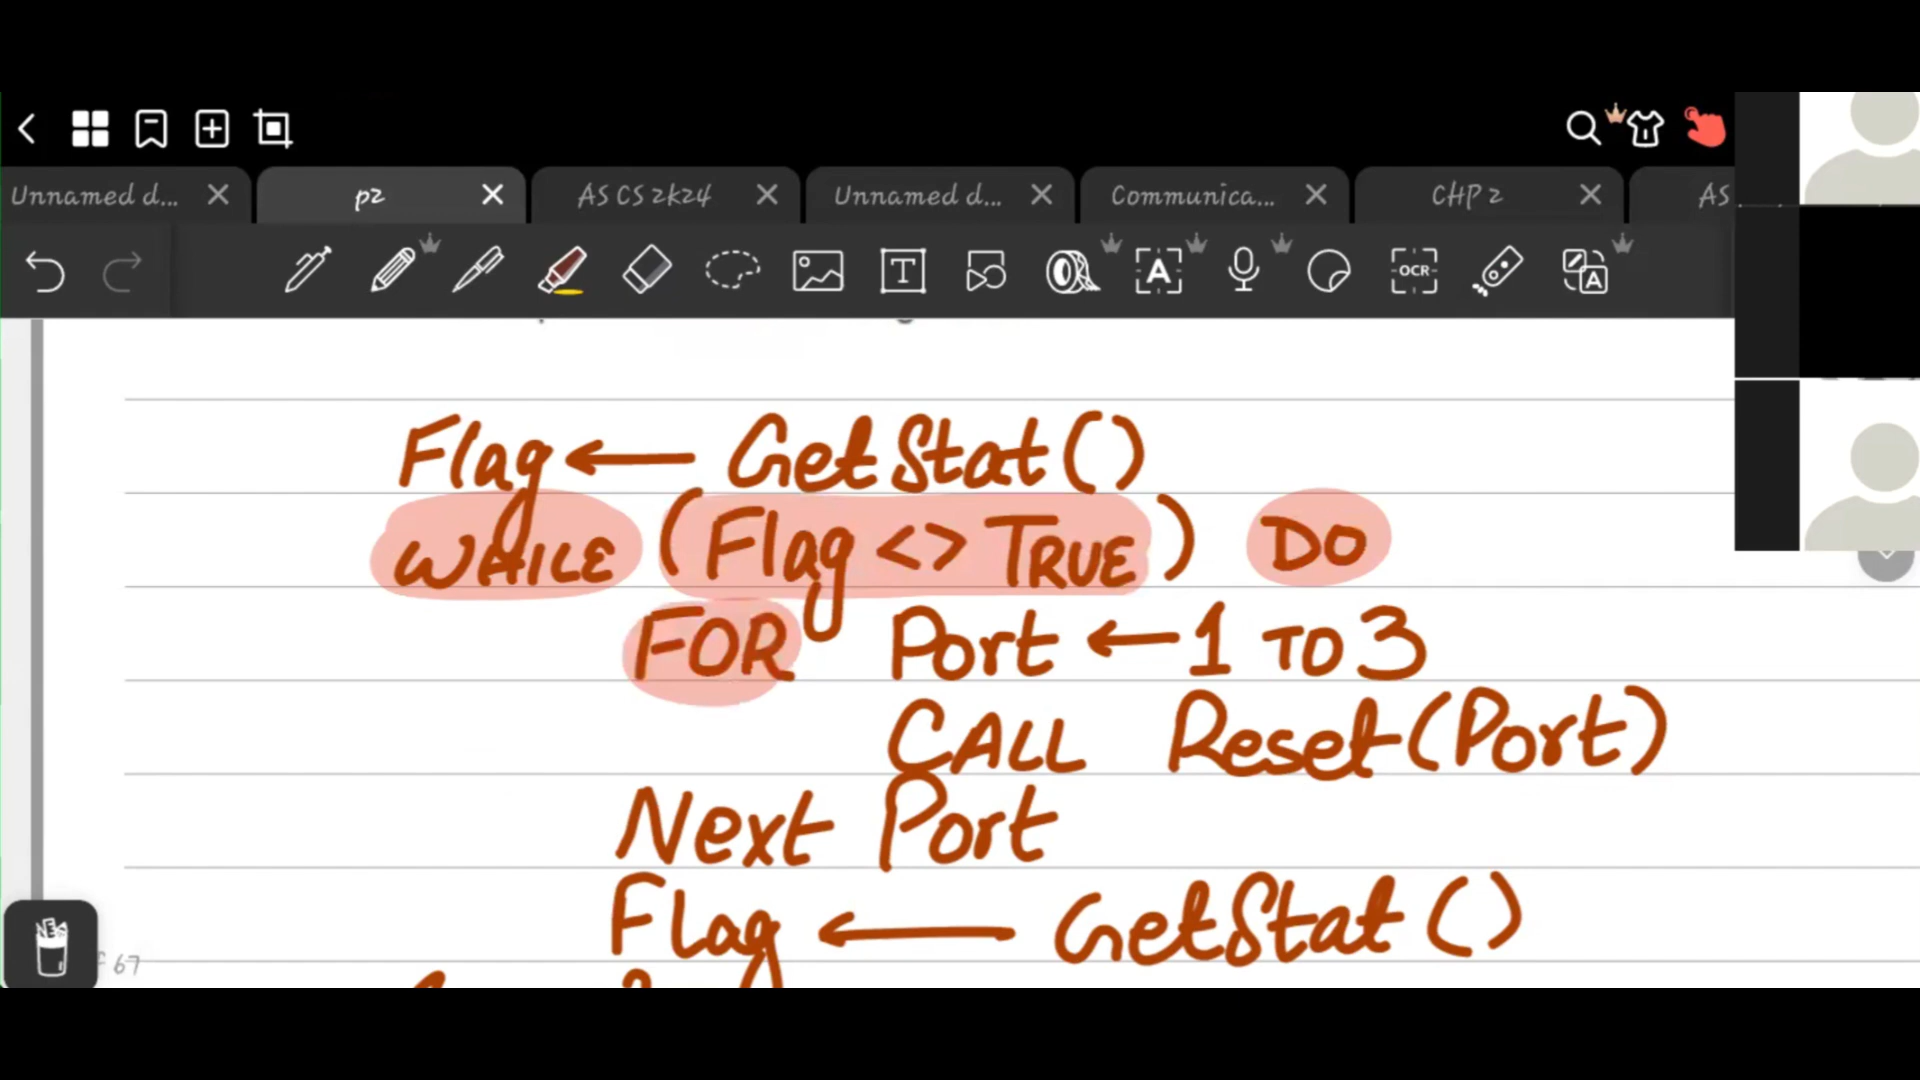 Unnamed d...
p2
AS CS 2k24
Unnamed d...
Communica...
CHP 2
AS
T
A
OCR
A
Flag ← GetStat()
WHILE (Flag <> TRUE) DO
FOR Port ← 1 TO 3
CALL Reset(Port)
Next Port
Flag ← GetStat()
67